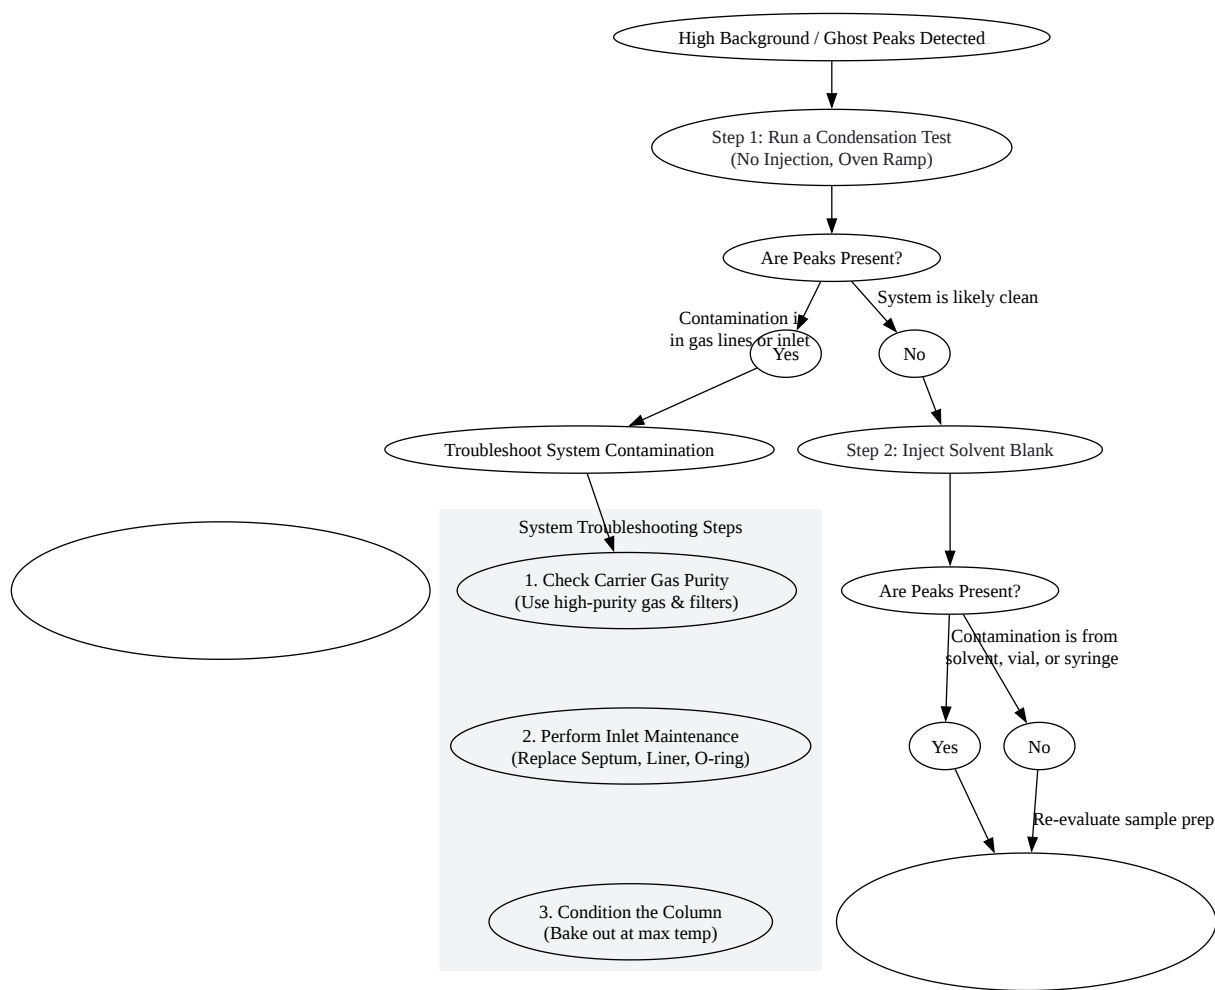 High Background / Ghost Peaks Detected
Step 1: Run a Condensation Test
(No Injection, Oven Ramp)
Are Peaks Present?
System is likely clean
Contamination is
in gas lines or inlet
Yes
No
Troubleshoot System Contamination
Step 2: Inject Solvent Blank
System Troubleshooting Steps
1. Check Carrier Gas Purity
(Use high-purity gas & filters)
Are Peaks Present?
Contamination is from
solvent, vial, or syringe
2. Perform Inlet Maintenance
(Replace Septum, Liner, O-ring)
Yes
No
Re-evaluate sample prep
3. Condition the Column
(Bake out at max temp)